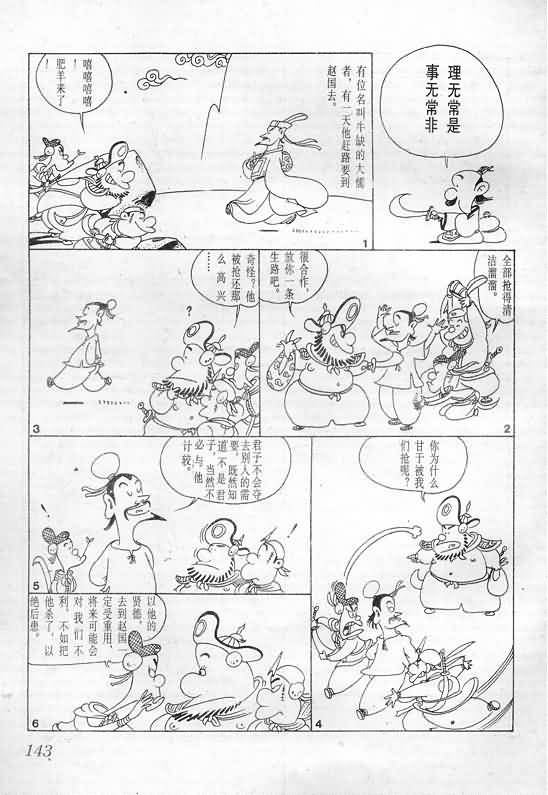 理无常是
事无常非
有位名叫牛缺的大儒
者，有一天他赶路要到
赵国去。
1
嘻嘻嘻嘻
！肥羊来了
！
全部抢得清
洁溜溜。
很合作，
放你一条
生路吧。
2
奇怪？他
被抢还那
么高兴
……
?
3
你为什么
甘于被我
们抢呢？
4
君子不会夺
去别人的需
要，既然知
道不是君
子，当然不
必与他
计较。
5
以他的
贤德，
去到赵国一
定受重用，
将来可能会
对我们不
利。不如把
他杀了，以
绝后患。
6
143